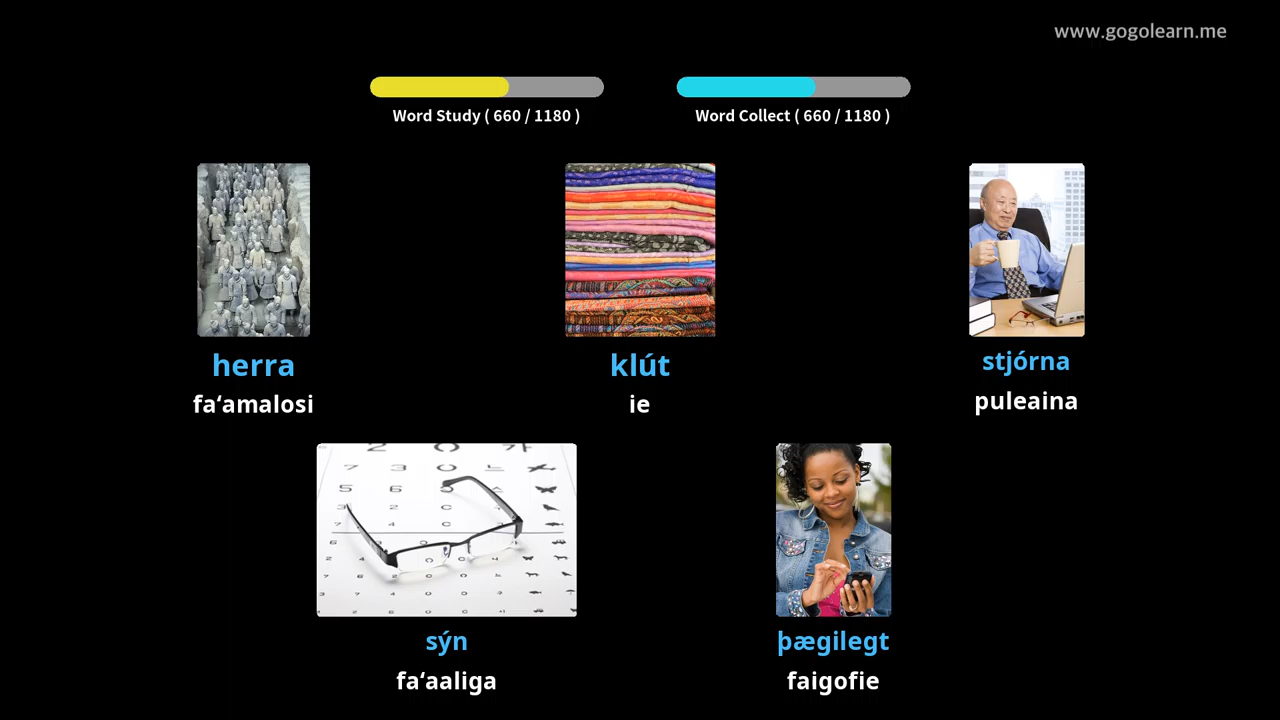 www.gogolearn.me
Word Study ( 660 / 1180 )
Word Collect ( 660 / 1180 )
herra
klút
stjórna
fa‘amalosi
ie
puleaina
sýn
þægilegt
fa‘aaliga
faigofie